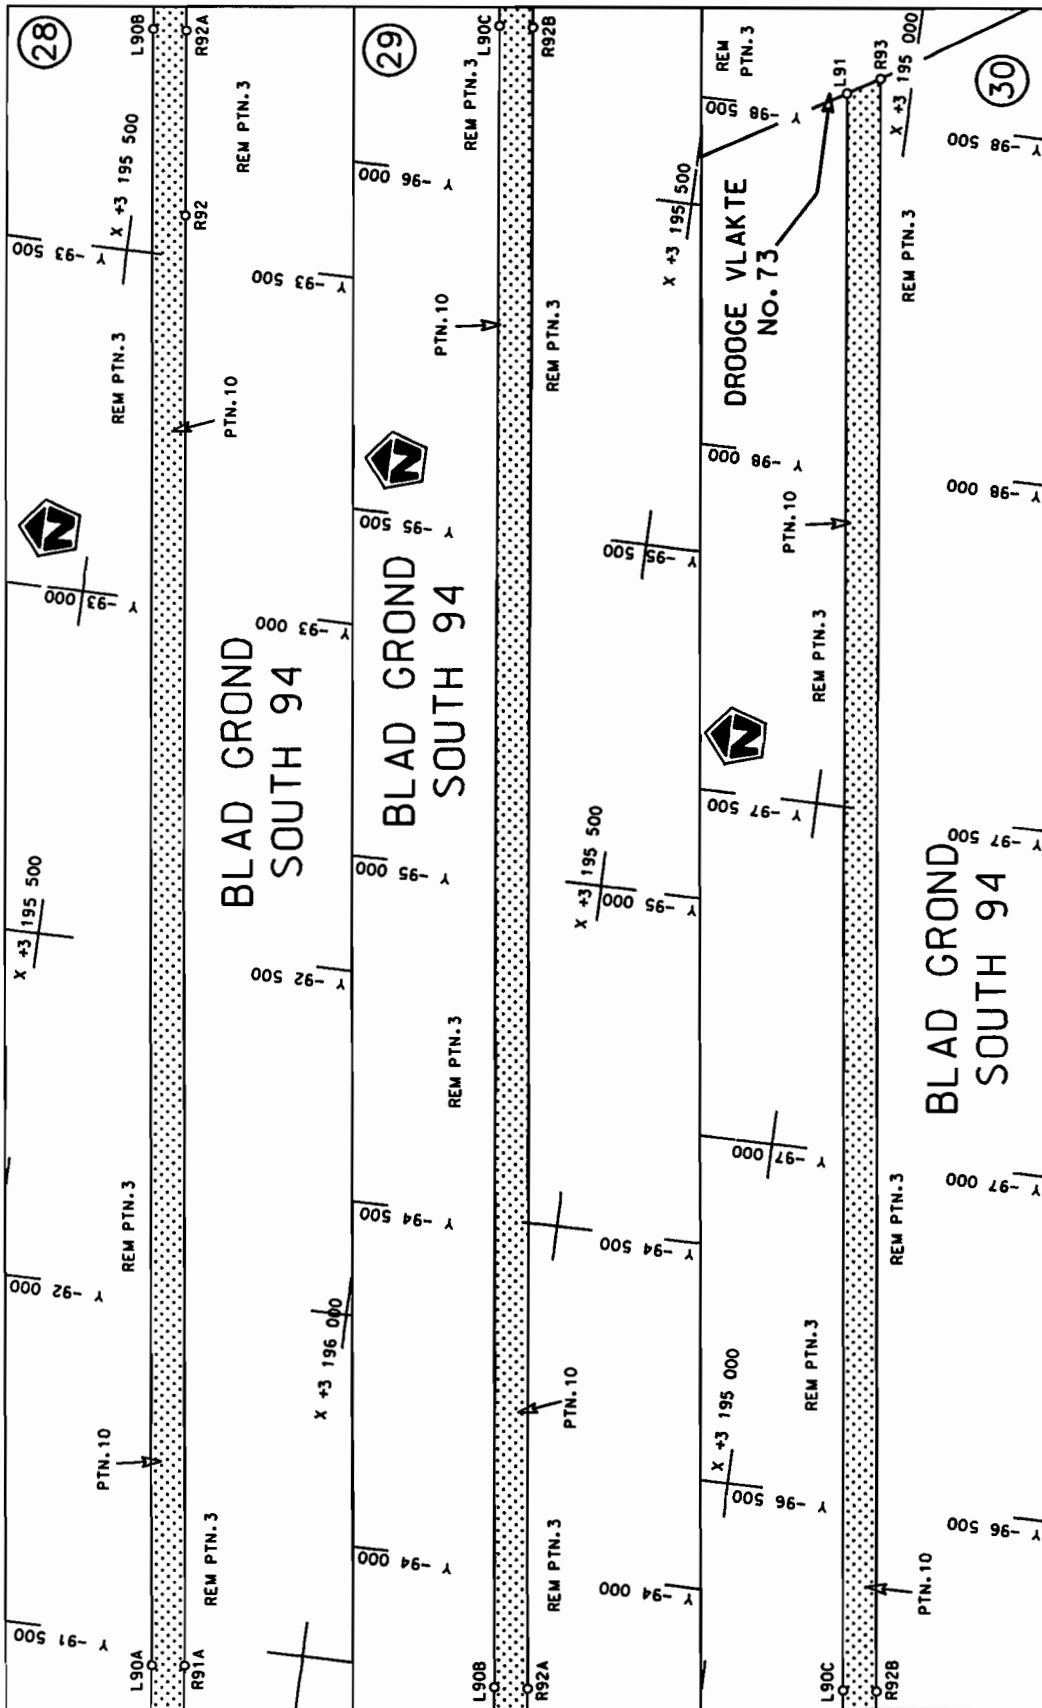 28
L90B
R92A
X +3 195 500
Y -93 500
REM PTN.3
R92
REM PTN.3
PTN.10
Y -93 500
N
Y -93 000
Y -93 000
BLAD GROND
SOUTH 94
X +3 195 500
Y -92 500
REM PTN.3
Y -92 000
X +3 196 000
PTN.10
REM PTN.3
Y -91 500
L90A
R91A
29
L90C
R92B
REM PTN.3
Y -96 000
PTN.10
REM PTN.3
X +3 195 500
N
Y -95 500
Y -95 500
BLAD GROND
SOUTH 94
Y -95 000
X +3 195 500
Y -95 000
REM PTN.3
Y -94 500
Y -94 500
PTN.10
Y -94 000
REM PTN.3
Y -94 000
L90B
R92A
30
REM
PTN.3
Y -98 500
L91
R93
X +3 195 000
Y -98 500
DROOGE VLAKTE
No.73
REM PTN.3
Y -98 000
PTN.10
Y -98 000
REM PTN.3
N
Y -97 500
Y -97 500
BLAD GROND
SOUTH 94
Y -97 000
Y -97 000
REM PTN.3
REM PTN.3
X +3 195 000
Y -96 500
Y -96 500
PTN.10
L90C
R92B